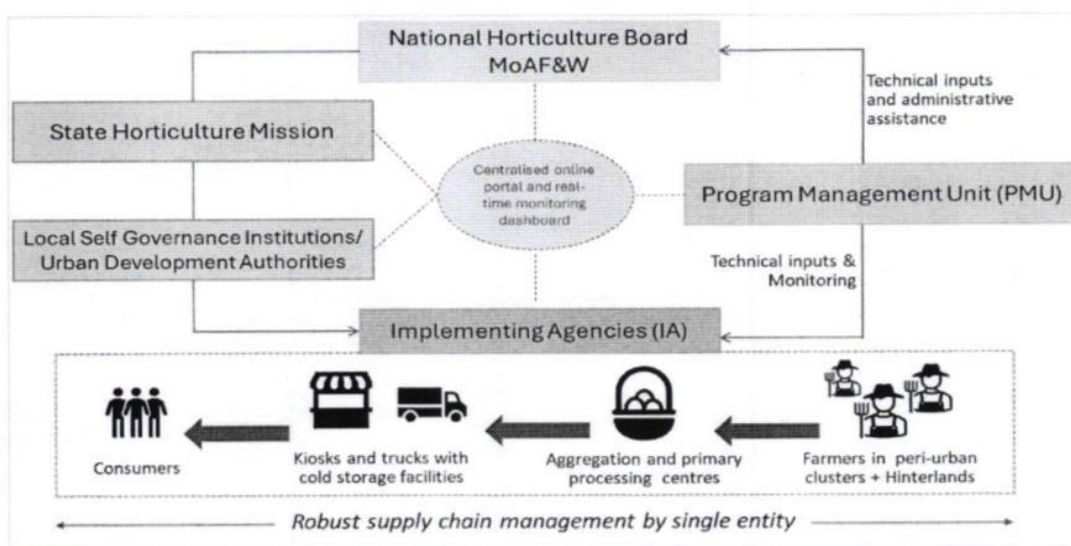 National Horticulture Board
MoAF&W
Technical inputs
and administrative
assistance
State Horticulture Mission
Centralised online
portal and real-
time monitoring
dashboard
Program Management Unit (PMU)
Local Self Governance Institutions/
Urban Development Authorities
Technical inputs &
Monitoring
Implementing Agencies (IA)
Consumers
Kiosks and trucks with
cold storage facilities
Aggregation and primary
processing centres
Farmers in peri-urban
clusters + Hinterlands
Robust supply chain management by single entity